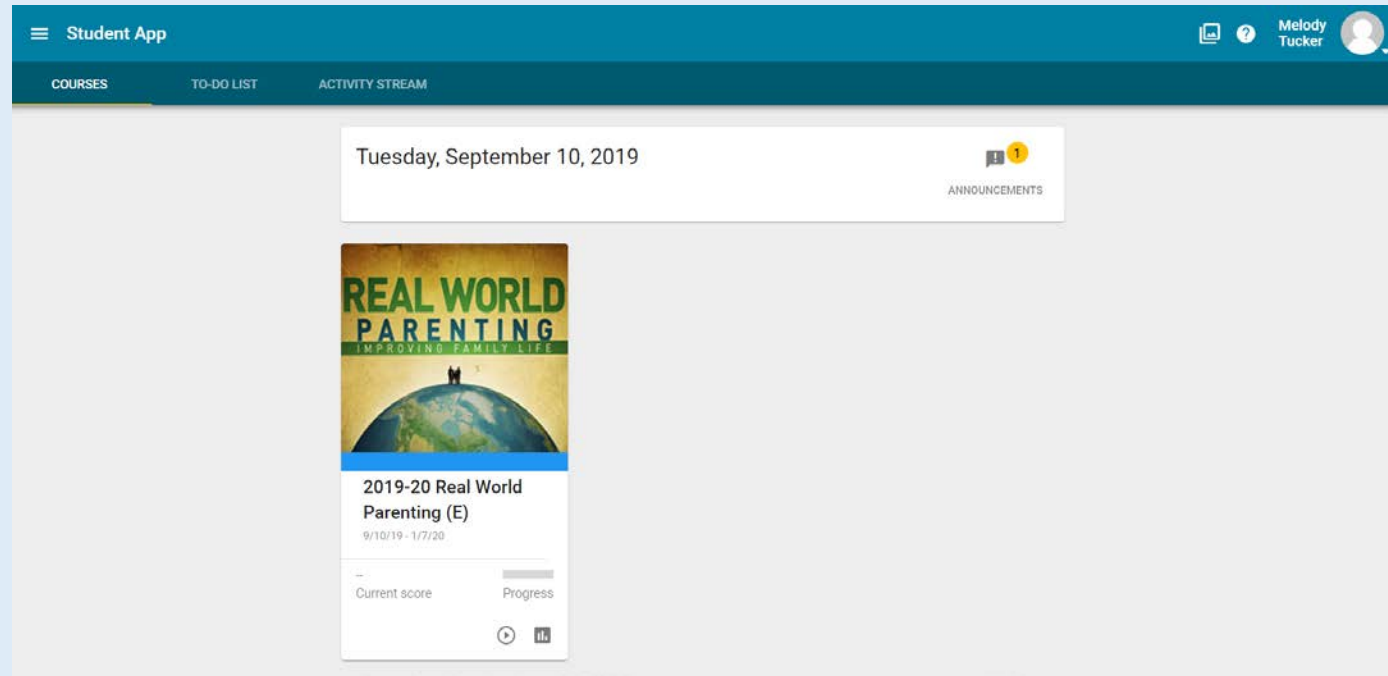 Student App
Melody
Tucker
COURSES
TO-DO LIST
ACTIVITY STREAM
Tuesday, September 10, 2019
1
ANNOUNCEMENTS
REAL WORLD
PARENTING
IMPROVING FAMILY LIFE
2019-20 Real World
Parenting (E)
9/10/19 - 1/7/20
--
Current score
Progress